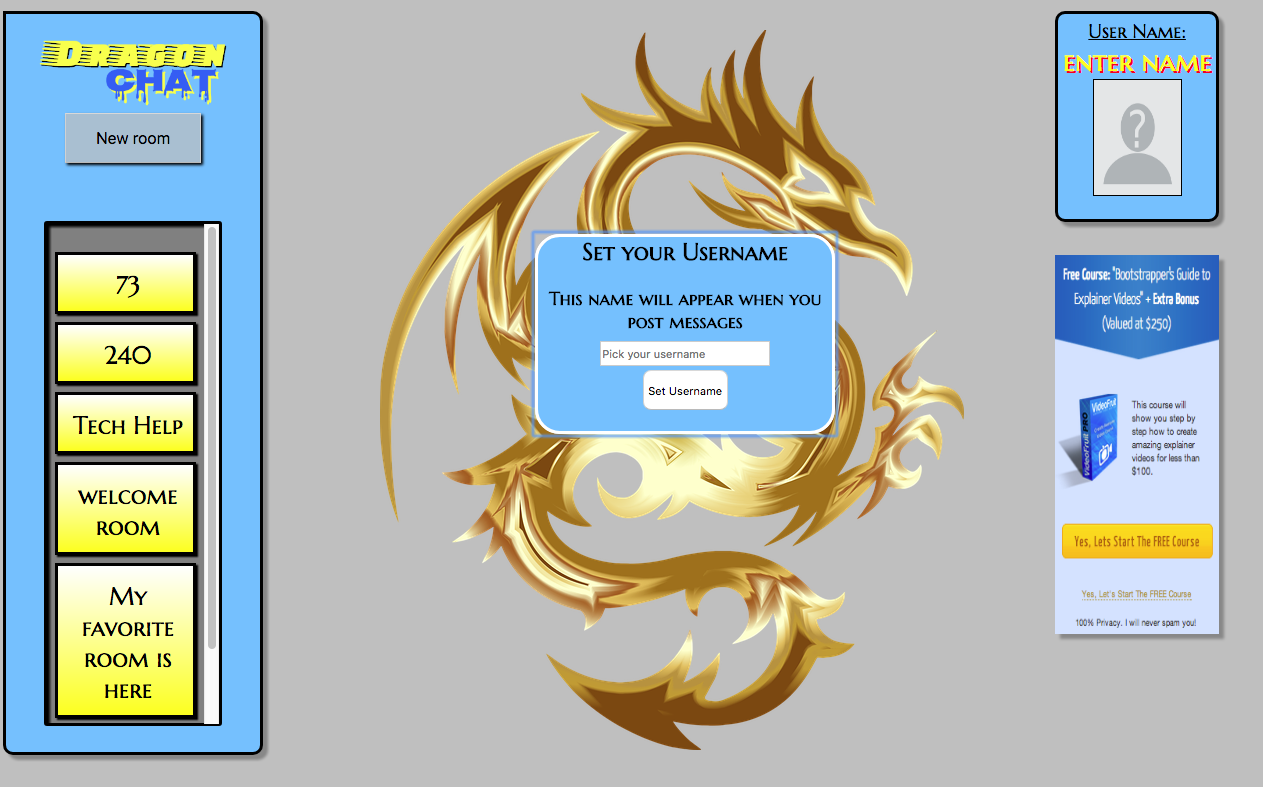 Dragon
CHAT
New room
73
240
Tech Help
welcome
room
My
favorite
room is
here
Set your Username
This name will appear when you
post messages
Pick your username
Set Username
User Name:
ENTER NAME
?
Free Course: "Bootstrapper's Guide to
Explainer Videos" + Extra Bonus
(Valued at $250)
VideoFruit
VideoFruit PRO
This course will
show you step by
step how to create
amazing explainer
videos for less than
$100.
Yes, Lets Start The FREE Course
Yes, Let's Start The FREE Course
100% Privacy. I will never spam you!